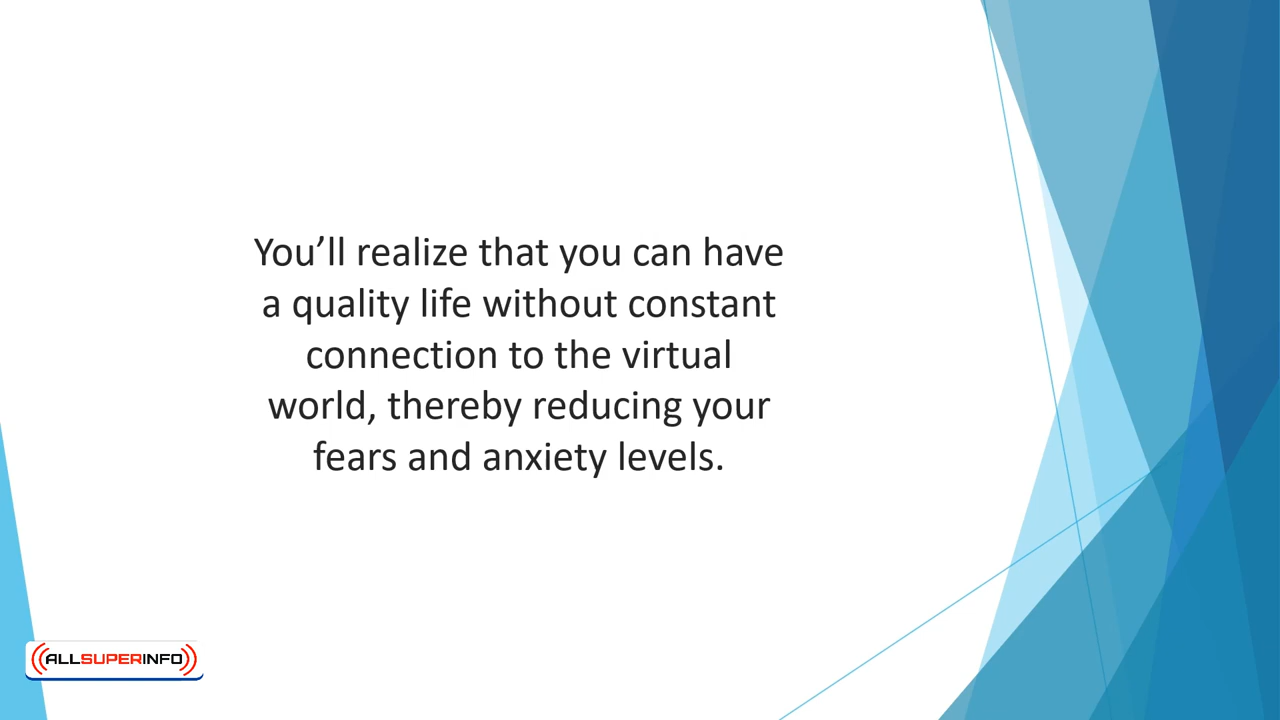 You’ll realize that you can have
a quality life without constant
connection to the virtual
world, thereby reducing your
fears and anxiety levels.
ALLSUPERINFO